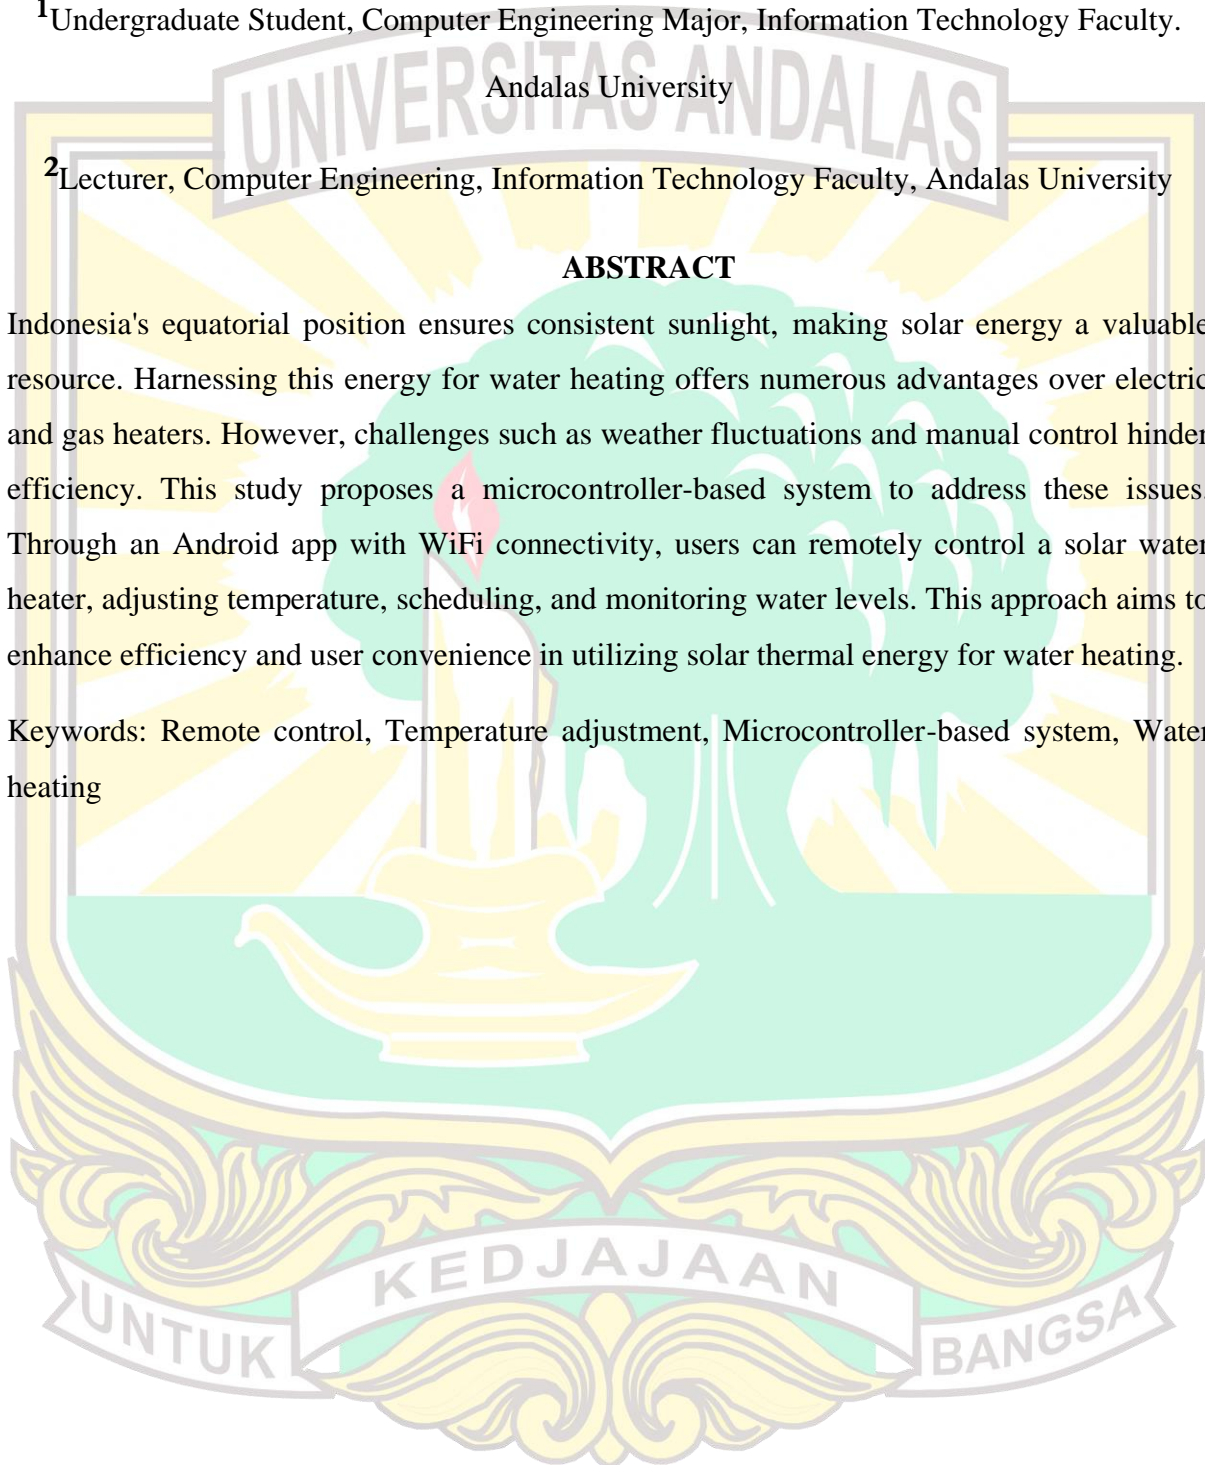 1Undergraduate Student, Computer Engineering Major, Information Technology Faculty.
UNIVERSITAS ANDALAS
Andalas University
2Lecturer, Computer Engineering, Information Technology Faculty, Andalas University
ABSTRACT
Indonesia's equatorial position ensures consistent sunlight, making solar energy a valuable
resource. Harnessing this energy for water heating offers numerous advantages over electric
and gas heaters. However, challenges such as weather fluctuations and manual control hinder
efficiency. This study proposes a microcontroller-based system to address these issues.
Through an Android app with WiFi connectivity, users can remotely control a solar water
heater, adjusting temperature, scheduling, and monitoring water levels. This approach aims to
enhance efficiency and user convenience in utilizing solar thermal energy for water heating.
Keywords: Remote control, Temperature adjustment, Microcontroller-based system, Water
heating
UNTUK KEDJAJAAN BANGSA